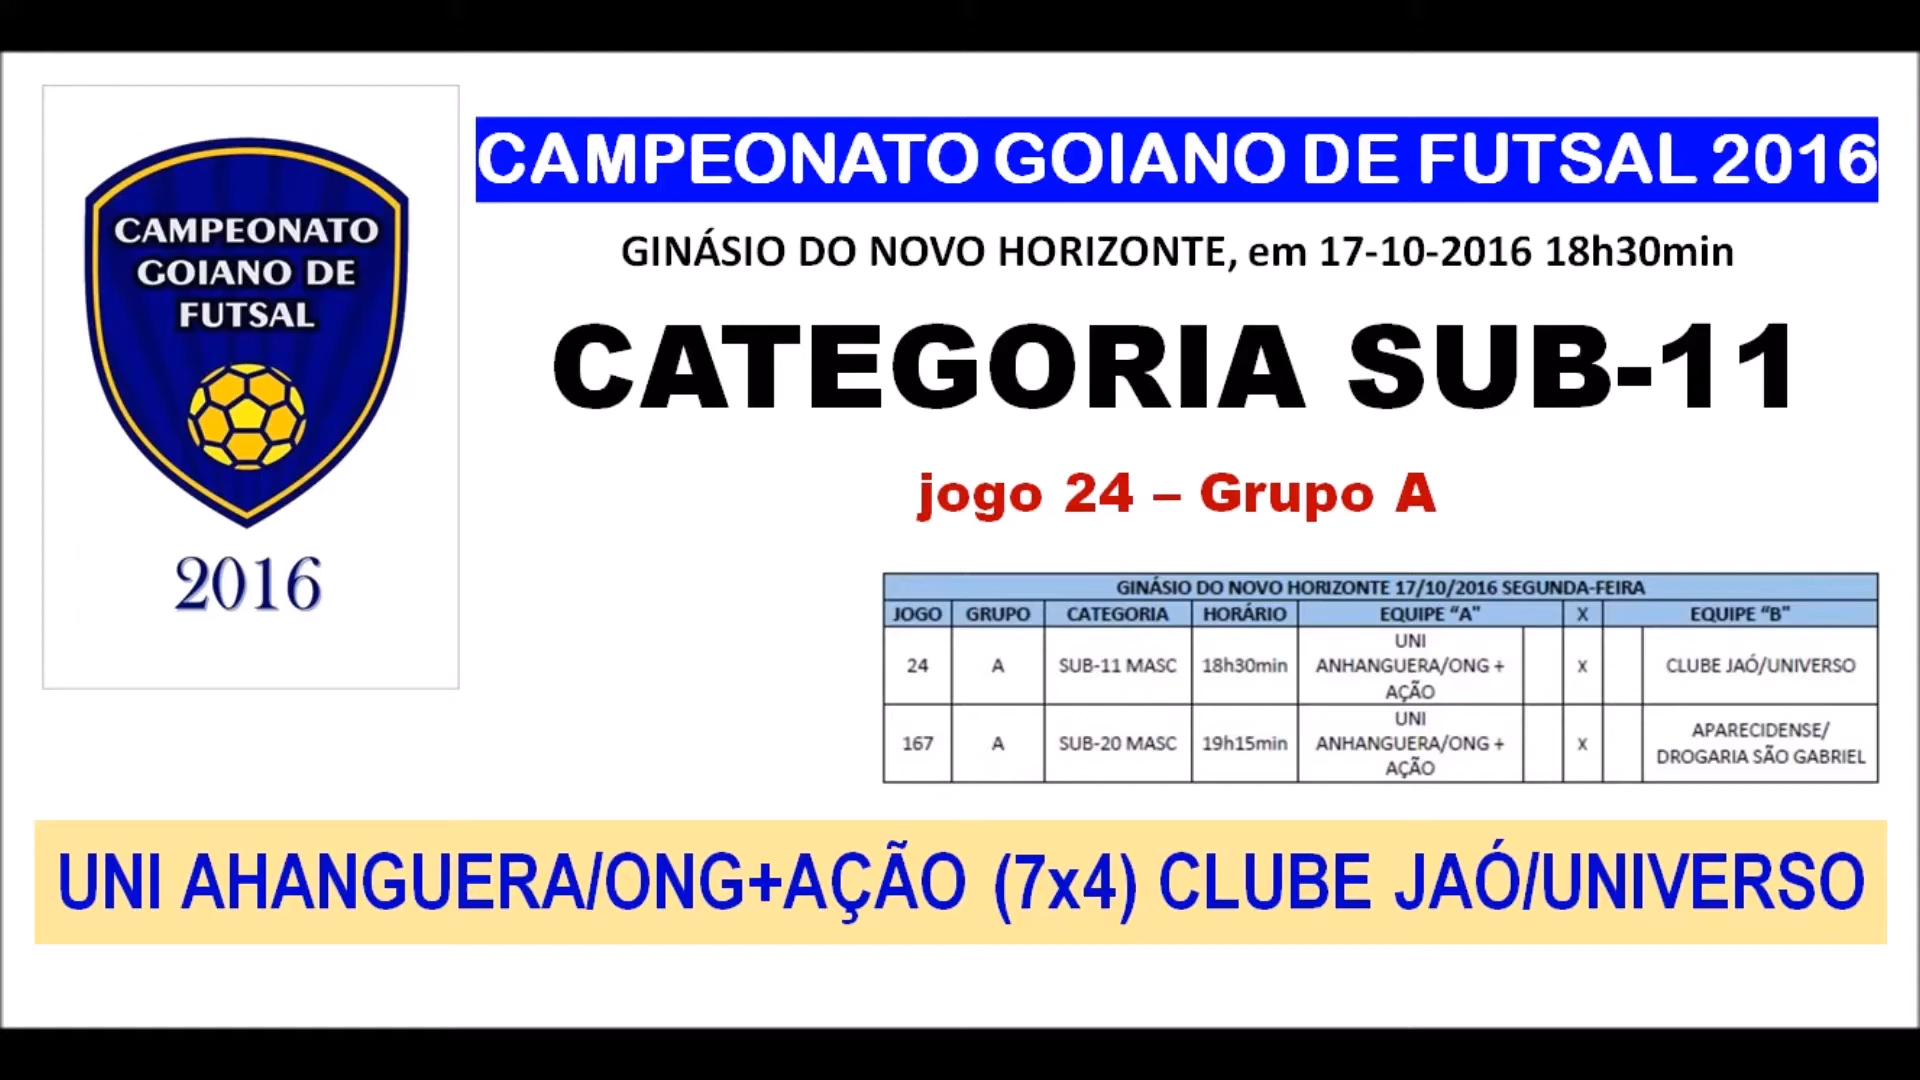 CAMPEONATO
GOIANO DE
FUTSAL
2016
CAMPEONATO GOIANO DE FUTSAL 2016
GINÁSIO DO NOVO HORIZONTE, em 17-10-2016 18h30min
CATEGORIA SUB-11
jogo 24 – Grupo A
GINÁSIO DO NOVO HORIZONTE 17/10/2016 SEGUNDA-FEIRA
JOGO GRUPO CATEGORIA HORÁRIO EQUIPE “A" X EQUIPE “B"
24 A SUB-11 MASC 18h30min UNI ANHANGUERA/ONG + AÇÃO x CLUBE JAÓ/UNIVERSO
167 A SUB-20 MASC 19h15min UNI ANHANGUERA/ONG + AÇÃO x APARECIDENSE/ DROGARIA SÃO GABRIEL
UNI AHANGUERA/ONG+AÇÃO (7x4) CLUBE JAÓ/UNIVERSO